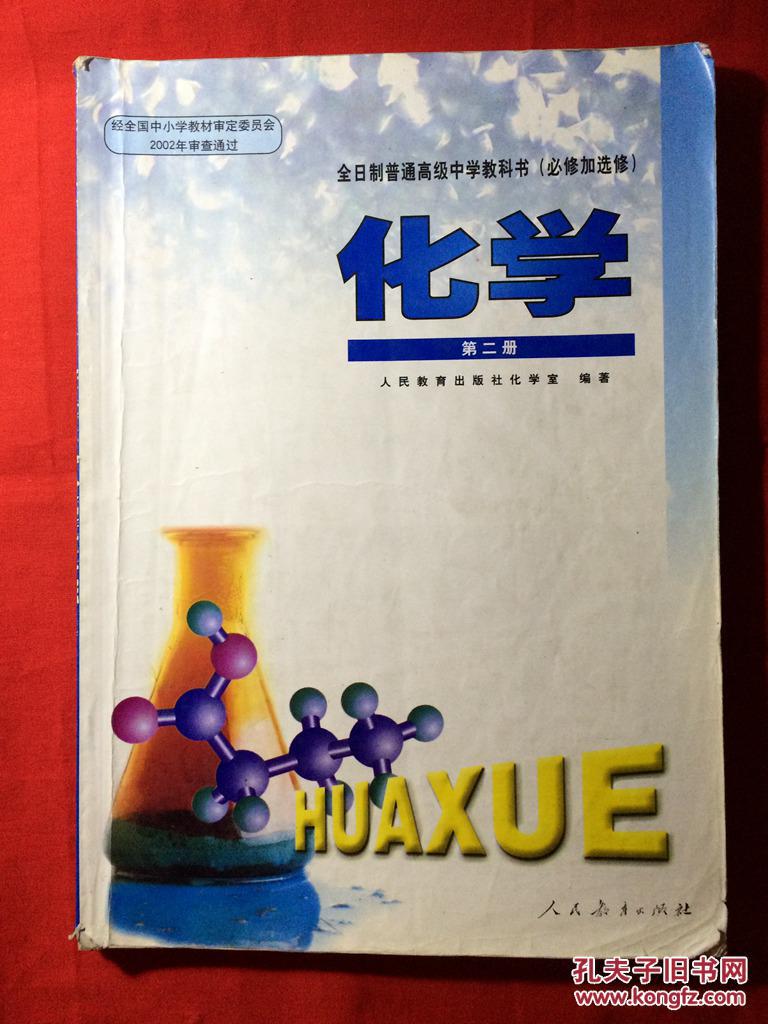 经全国中小学教材审定委员会
2002年审查通过
全日制普通高级中学教科书（必修加选修）
化学
第二册
人民教育出版社化学室 编著
HUAXUE
人民教育出版社
孔夫子旧书网
www.kongfz.com